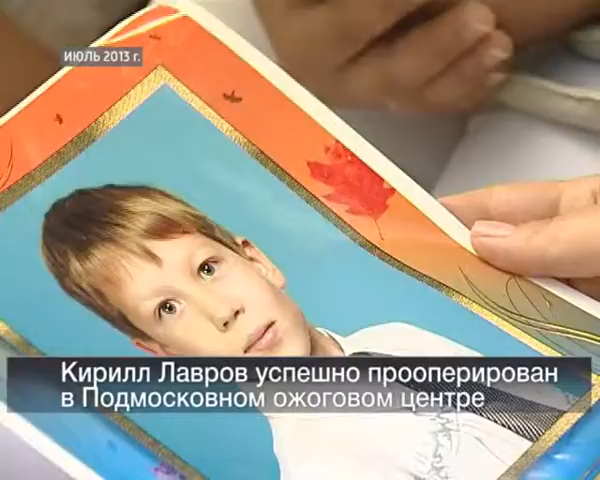 ИЮЛЬ 2013 г.
Кирилл Лавров успешно прооперирован
в Подмосковном ожоговом центре